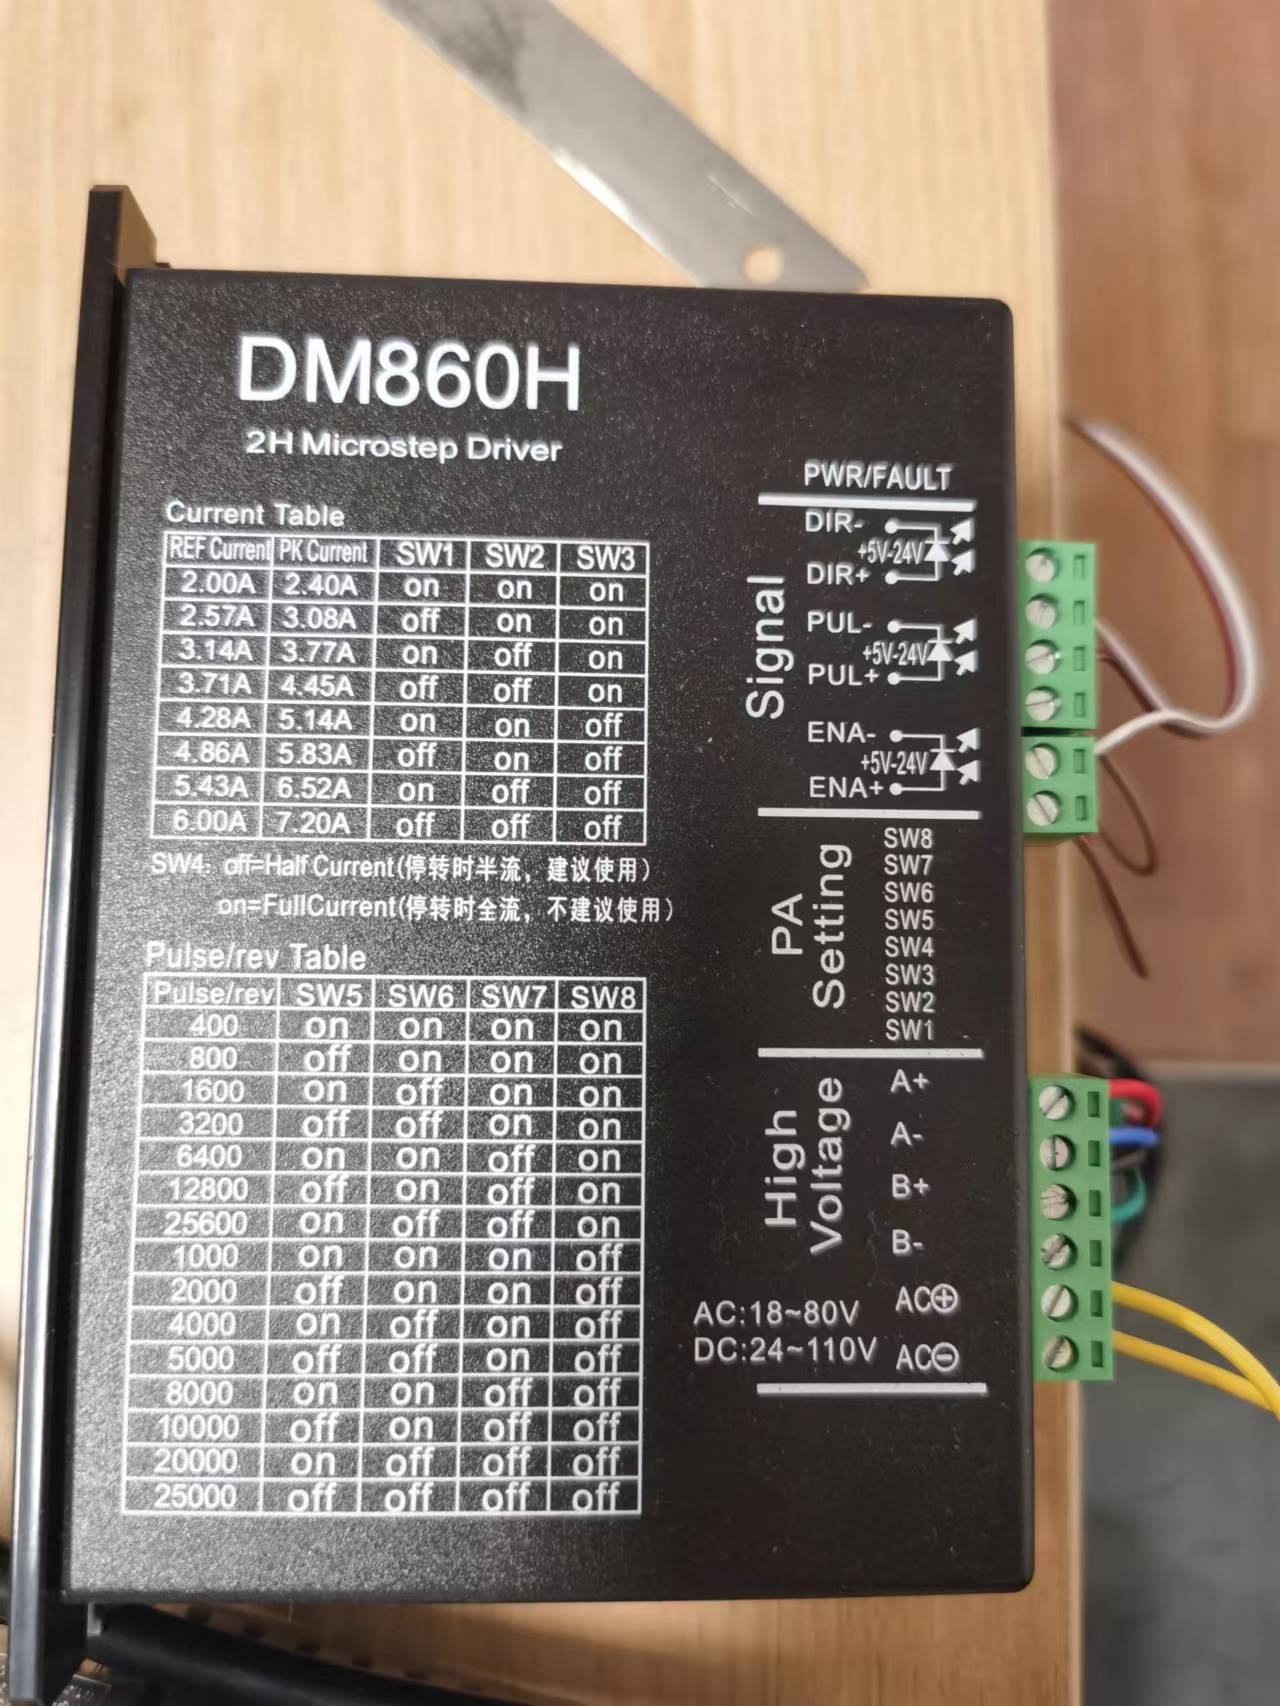 DM860H
2H Microstep Driver
Current Table
REF Current PK Current SW1 SW2 SW3
2.00A 2.40A on on on
2.57A 3.08A off on on
3.14A 3.77A on off on
3.71A 4.45A off off on
4.28A 5.14A on on off
4.86A 5.83A off on off
5.43A 6.52A on off off
6.00A 7.20A off off off
SW4: off=Half Current(停转时半流，建议使用)
on=FullCurrent(停转时全流，不建议使用)
Pulse/rev Table
Pulse/rev SW5 SW6 SW7 SW8
400 on on on on
800 off on on on
1600 on off on on
3200 off off on on
6400 on on off on
12800 off on off on
25600 on off off on
1000 on on on off
2000 off on on off
4000 on off on off
5000 off off on off
8000 on on off off
10000 off on off off
20000 on off off off
25000 off off off off
PWR/FAULT
Signal
DIR-
+5V-24V
DIR+
PUL-
+5V-24V
PUL+
ENA-
+5V-24V
ENA+
PA
Setting
SW8
SW7
SW6
SW5
SW4
SW3
SW2
SW1
High
Voltage
A+
A-
B+
B-
AC:18~80V AC⊕
DC:24~110V AC⊖